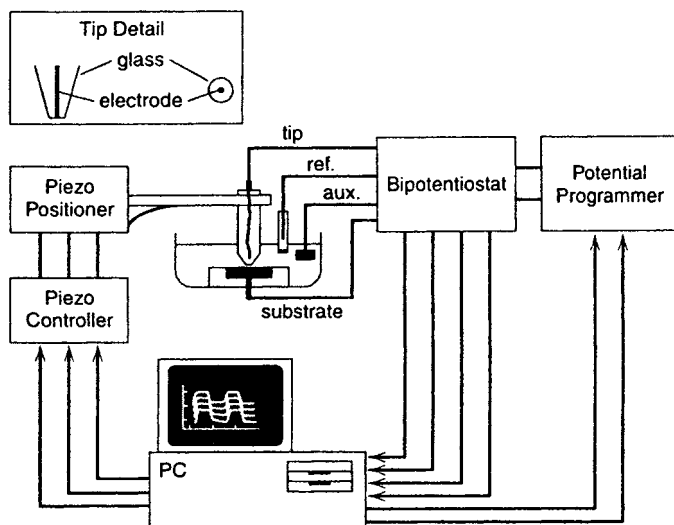 Tip Detail
glass
electrode
tip
ref.
aux.
substrate
Piezo
Positioner
Bipotentiostat
Potential
Programmer
Piezo
Controller
PC